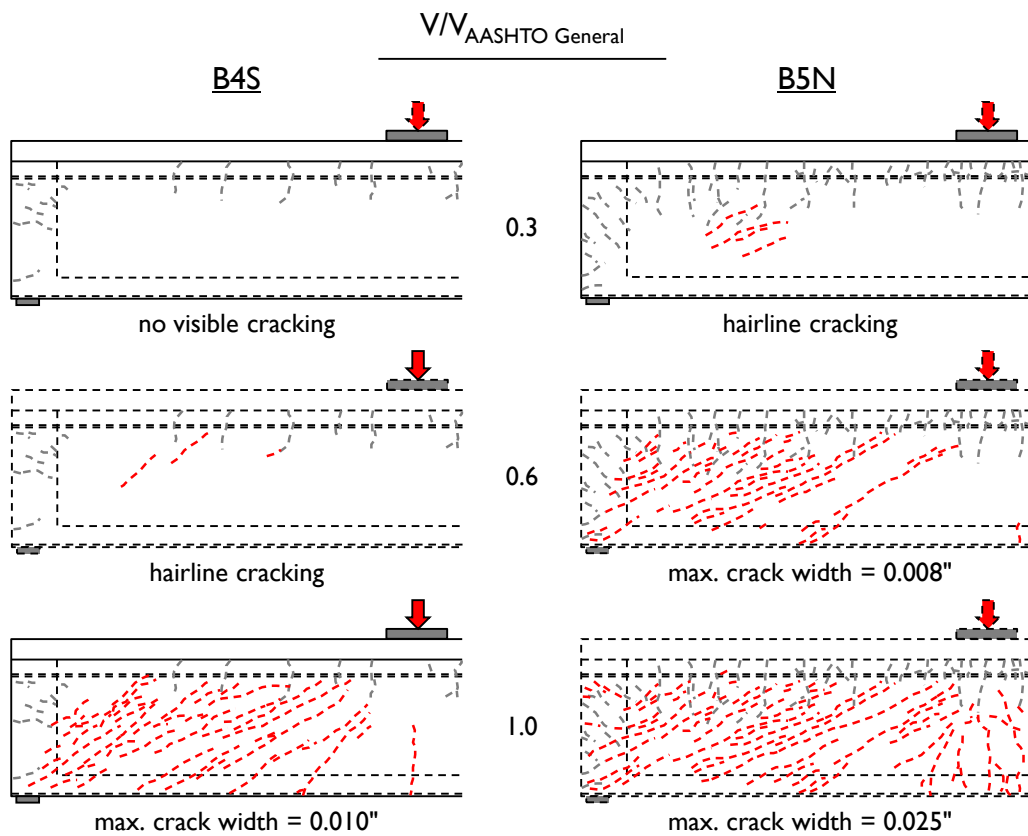 V/VAASHTO General
B4S
B5N
0.3
no visible cracking
hairline cracking
0.6
hairline cracking
max. crack width = 0.008"
1.0
max. crack width = 0.010"
max. crack width = 0.025"